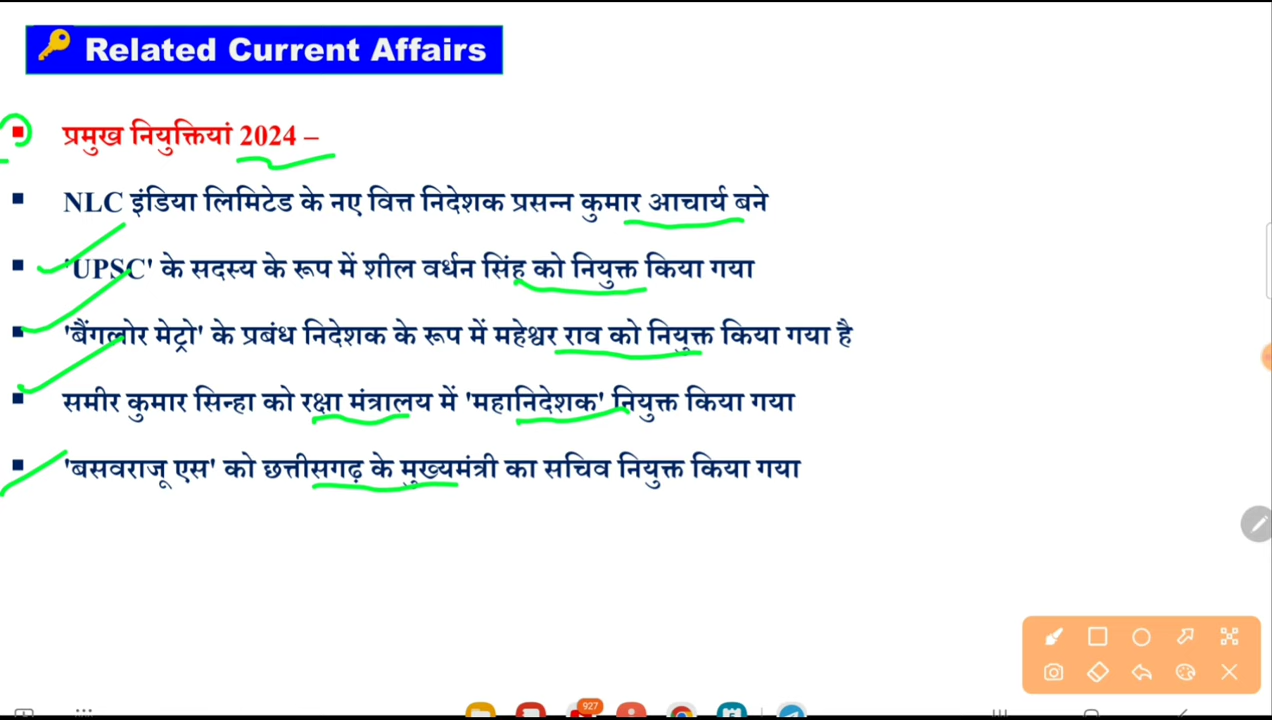 Related Current Affairs
प्रमुख नियुक्तियां 2024 –
NLC इंडिया लिमिटेड के नए वित्त निदेशक प्रसन्न कुमार आचार्य बने
'UPSC' के सदस्य के रूप में शील वर्धन सिंह को नियुक्त किया गया
'बैंगलोर मेट्रो' के प्रबंध निदेशक के रूप में महेश्वर राव को नियुक्त किया गया है
समीर कुमार सिन्हा को रक्षा मंत्रालय में 'महानिदेशक' नियुक्त किया गया
'बसवराजू एस' को छत्तीसगढ़ के मुख्यमंत्री का सचिव नियुक्त किया गया
927